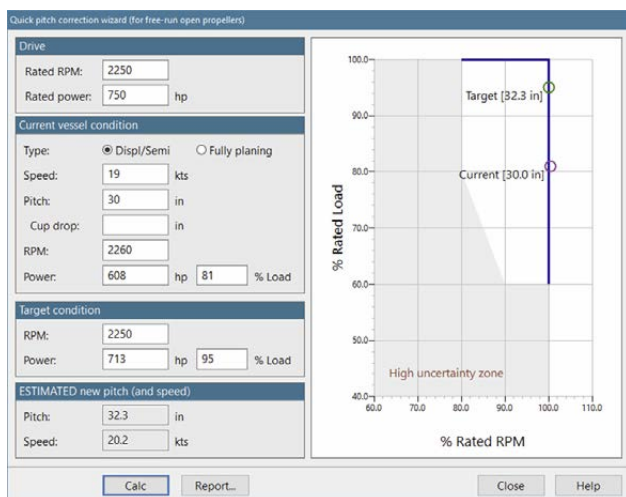 Quick pitch correction wizard (for free-run open propellers)
Drive
Rated RPM: 2250
Rated power: 750 hp
Current vessel condition
Type: Displ/Semi Fully planing
Speed: 19 kts
Pitch: 30 in
Cup drop: in
RPM: 2260
Power: 608 hp 81 % Load
Target condition
RPM: 2250
Power: 713 hp 95 % Load
ESTIMATED new pitch (and speed)
Pitch: 32.3 in
Speed: 20.2 kts
100.0
Target [32.3 in]
90.0
80.0
Current [30.0 in]
% Rated Load
60.0
50.0
High uncertainty zone
40.0
60.0 70.0 80.0 90.0 100.0 110.0
% Rated RPM
Calc Report... Close Help